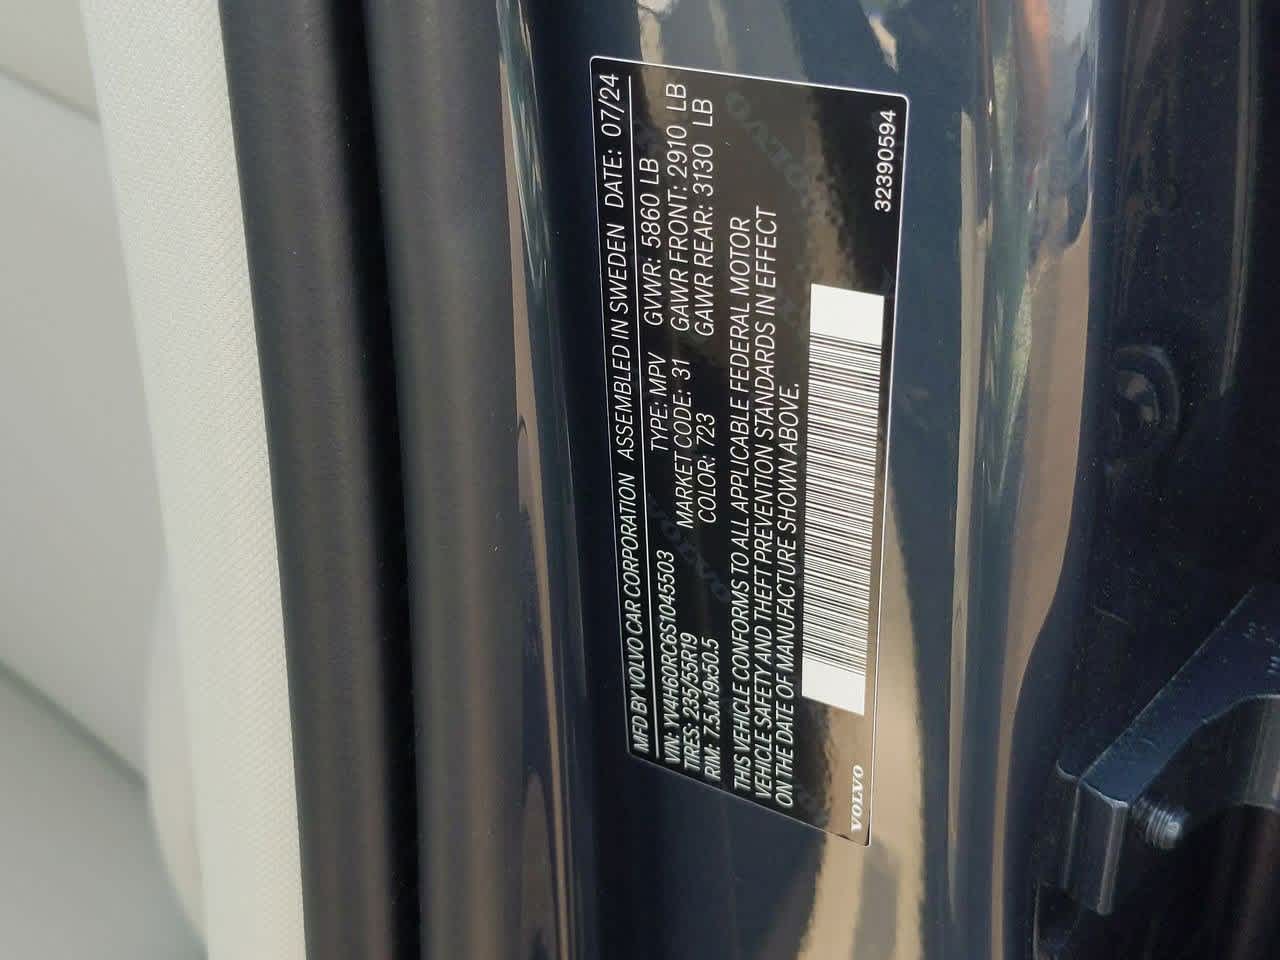 MFD BY VOLVO CAR CORPORATION ASSEMBLED IN SWEDEN DATE: 07/24
VIN: YV4H60RC6S1045503 TYPE: MPV GVWR: 5860 LB
TIRES: 235/55R19 MARKET CODE: 31 GAWR FRONT: 2910 LB
RIM: 7.5Jx19x50.5 COLOR: 723 GAWR REAR: 3130 LB
THIS VEHICLE CONFORMS TO ALL APPLICABLE FEDERAL MOTOR
VEHICLE SAFETY AND THEFT PREVENTION STANDARDS IN EFFECT
ON THE DATE OF MANUFACTURE SHOWN ABOVE.
VOLVO 32390594
VOLVO
VOLVO